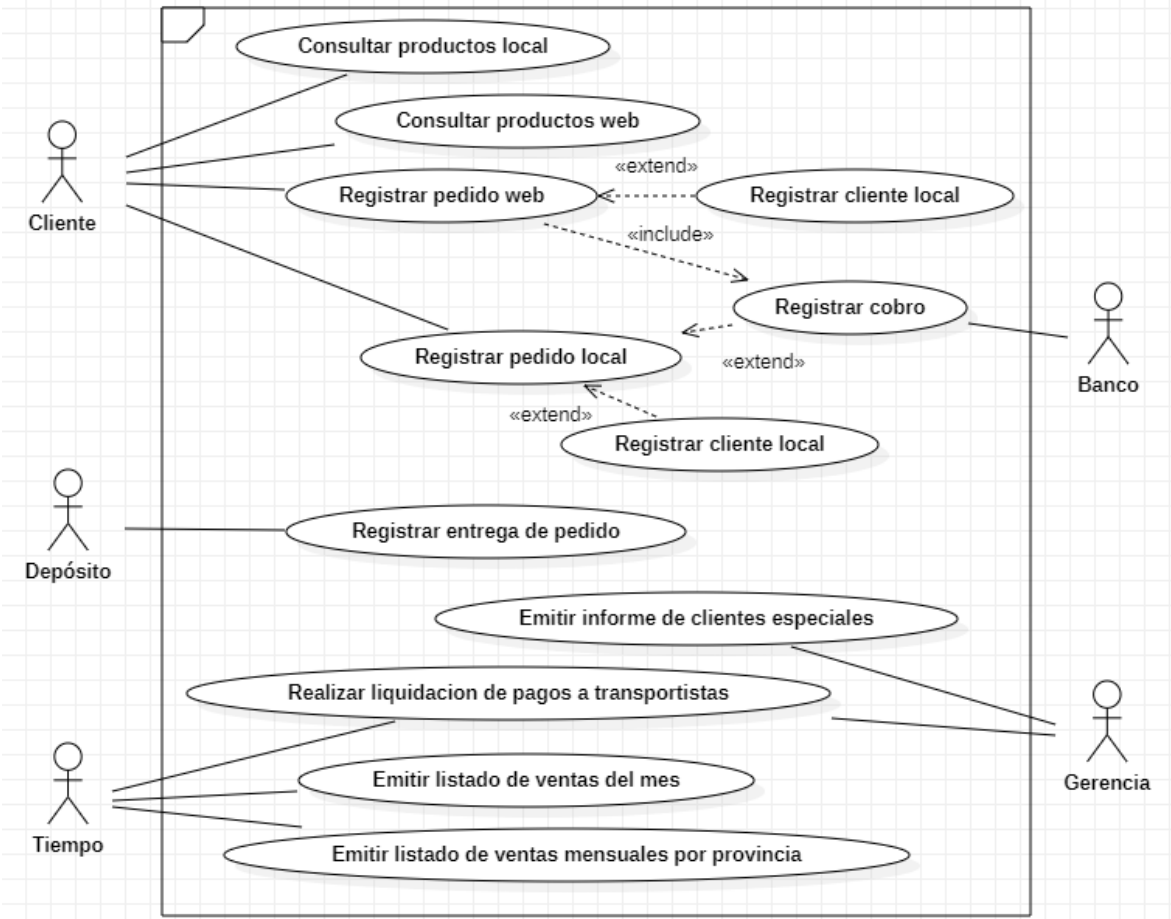 Consultar productos local
Consultar productos web
«extend»
Registrar pedido web
Registrar cliente local
Cliente
«include»
Registrar cobro
Registrar pedido local
«extend»
Banco
«extend»
Registrar cliente local
Registrar entrega de pedido
Depósito
Emitir informe de clientes especiales
Realizar liquidacion de pagos a transportistas
Emitir listado de ventas del mes
Gerencia
Tiempo
Emitir listado de ventas mensuales por provincia